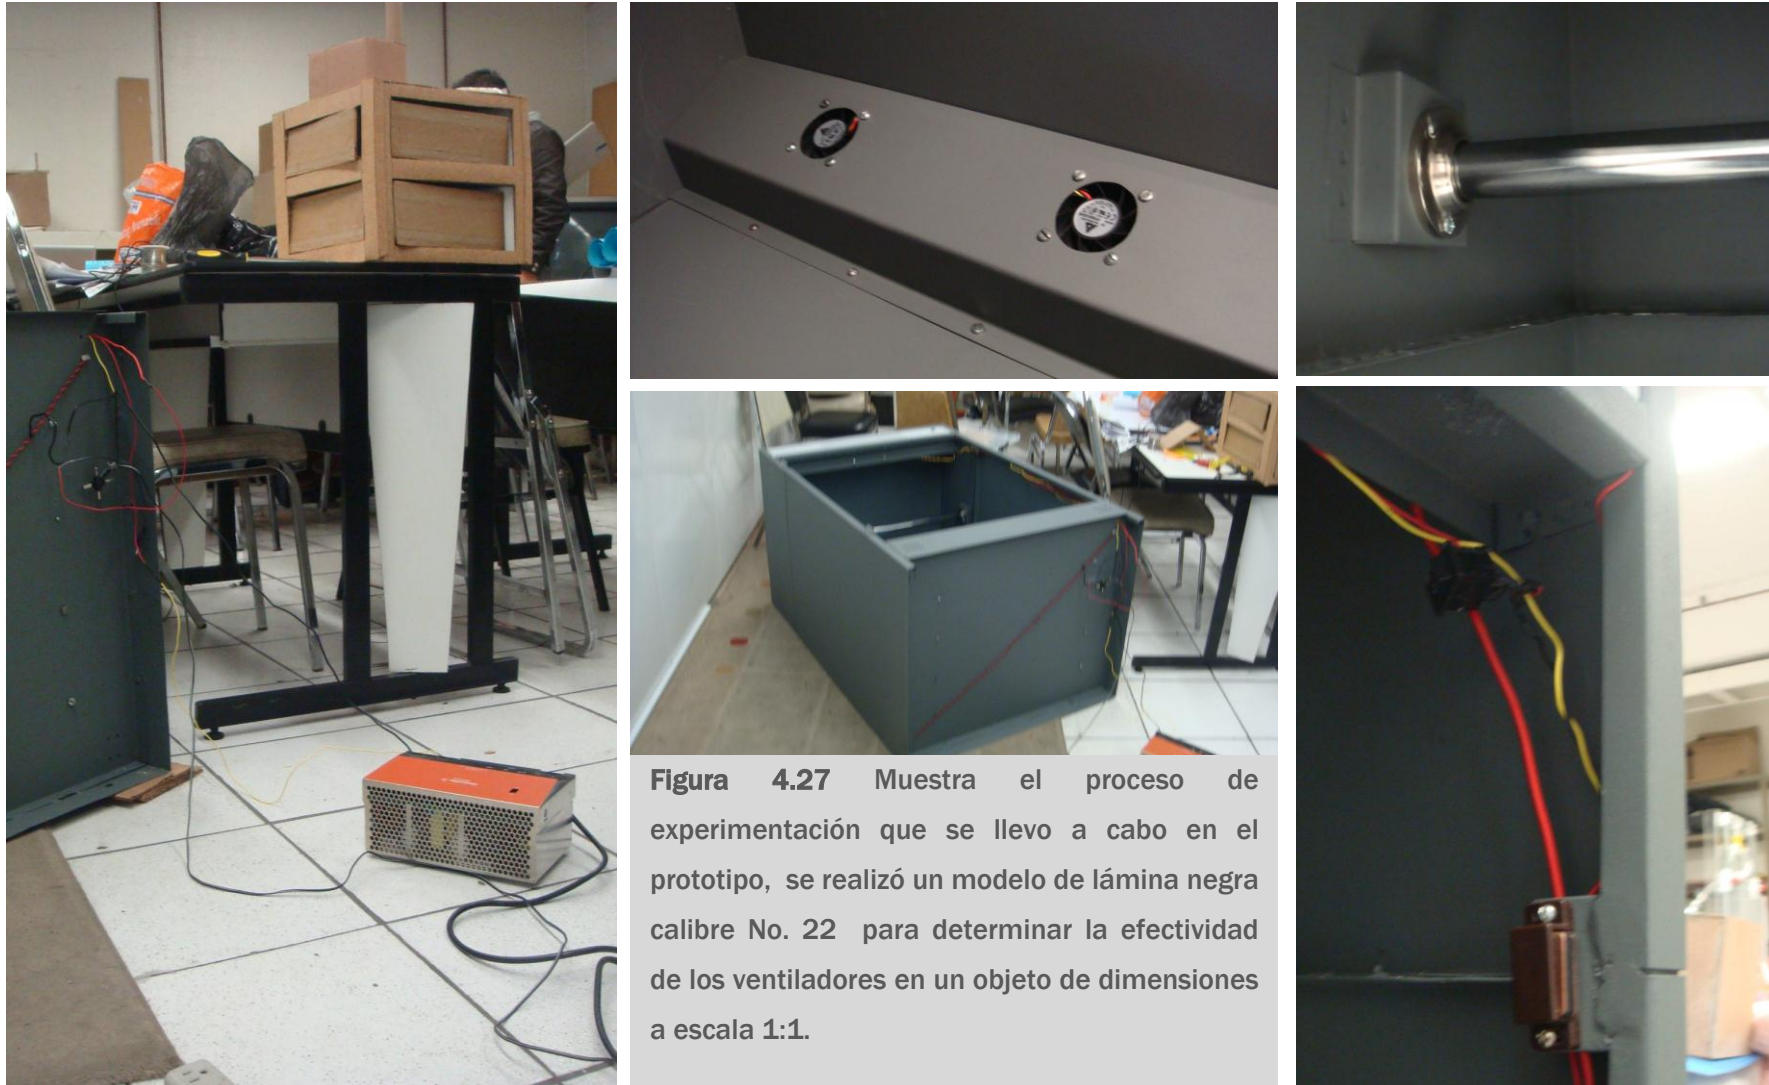 Figura 4.27 Muestra el proceso de
experimentación que se llevo a cabo en el
prototipo, se realizó un modelo de lámina negra
calibre No. 22 para determinar la efectividad
de los ventiladores en un objeto de dimensiones
a escala 1:1.